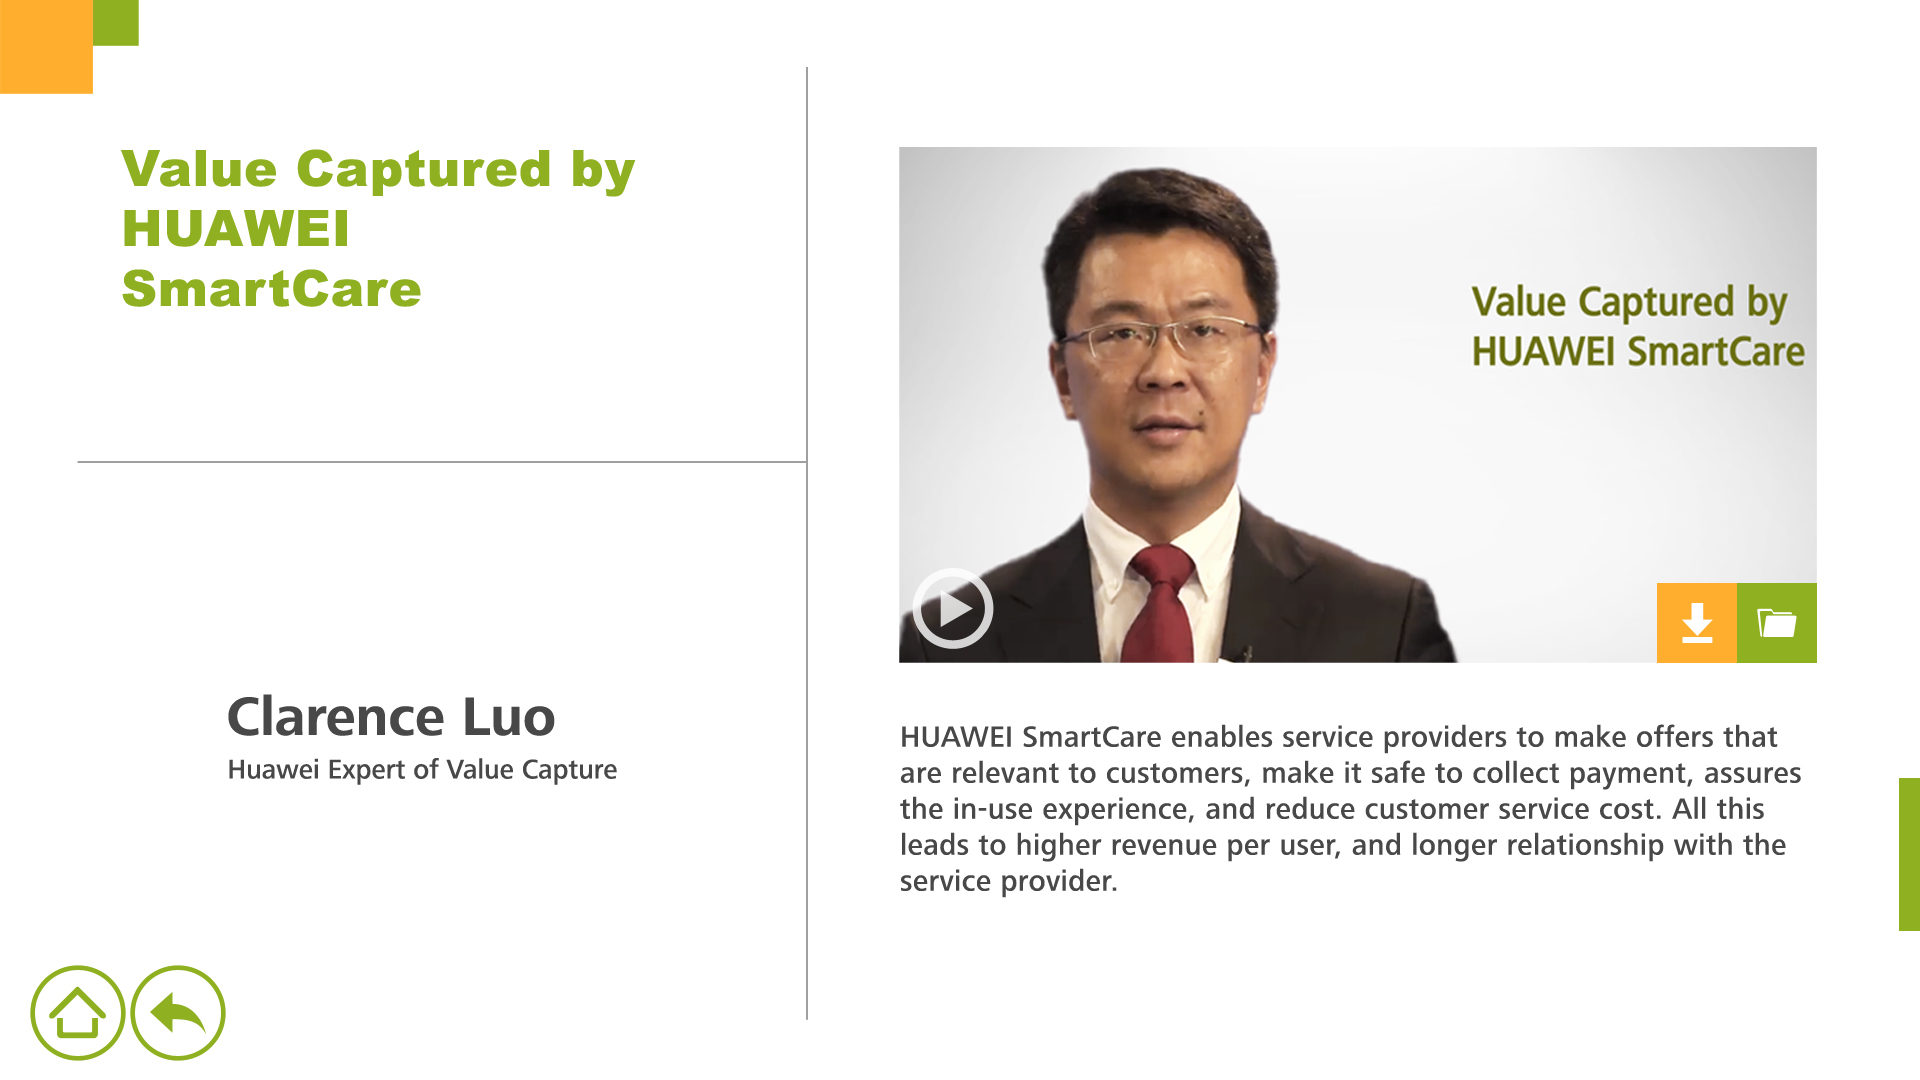 Value Captured by
HUAWEI
SmartCare
Clarence Luo
Huawei Expert of Value Capture
Value Captured by
HUAWEI SmartCare
HUAWEI SmartCare enables service providers to make offers that
are relevant to customers, make it safe to collect payment, assures
the in-use experience, and reduce customer service cost. All this
leads to higher revenue per user, and longer relationship with the
service provider.